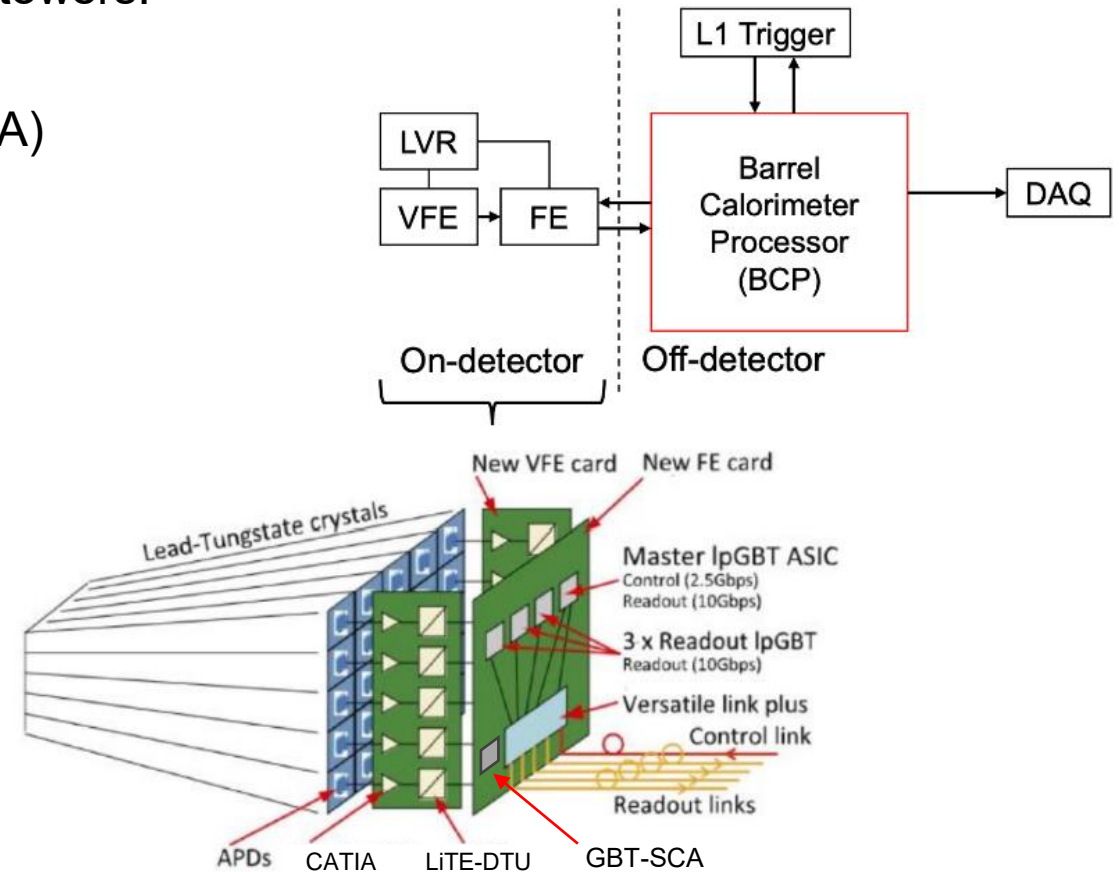 towers.
A)
L1 Trigger
LVR
VFE
FE
Barrel
Calorimeter
Processor
(BCP)
DAQ
On-detector
Off-detector
New VFE card
New FE card
Lead-Tungstate crystals
Master lpGBT ASIC
Control (2.5Gbps)
Readout (10Gbps)
3 x Readout lpGBT
Readout (10Gbps)
Versatile link plus
Control link
Readout links
APDs
CATIA
LiTE-DTU
GBT-SCA